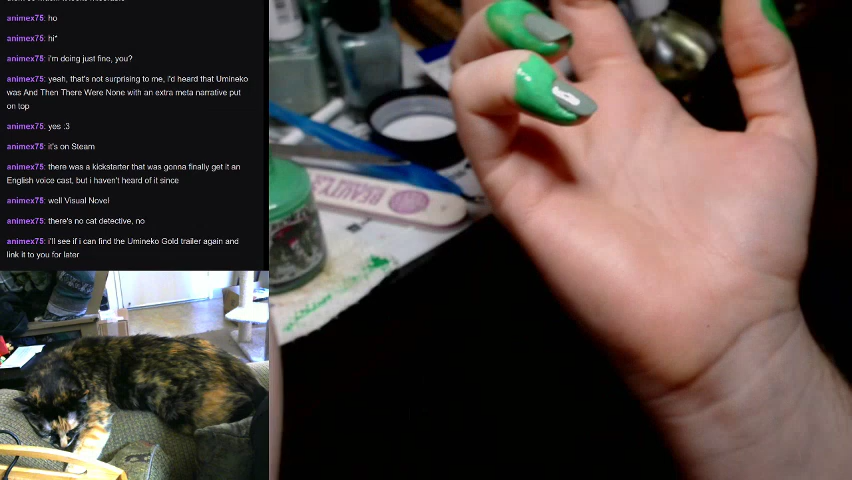 animex75: ho
animex75: hi*
animex75: i'm doing just fine, you?
animex75: yeah, that's not surprising to me, i'd heard that Umineko
was And Then There Were None with an extra meta narrative put
on top
animex75: yes :3
animex75: it's on Steam
animex75: there was a kickstarter that was gonna finally get it an
English voice cast, but i haven't heard of it since
animex75: well Visual Novel
animex75: there's no cat detective, no
animex75: i'll see if i can find the Umineko Gold trailer again and
link it to you for later
BEAUTY